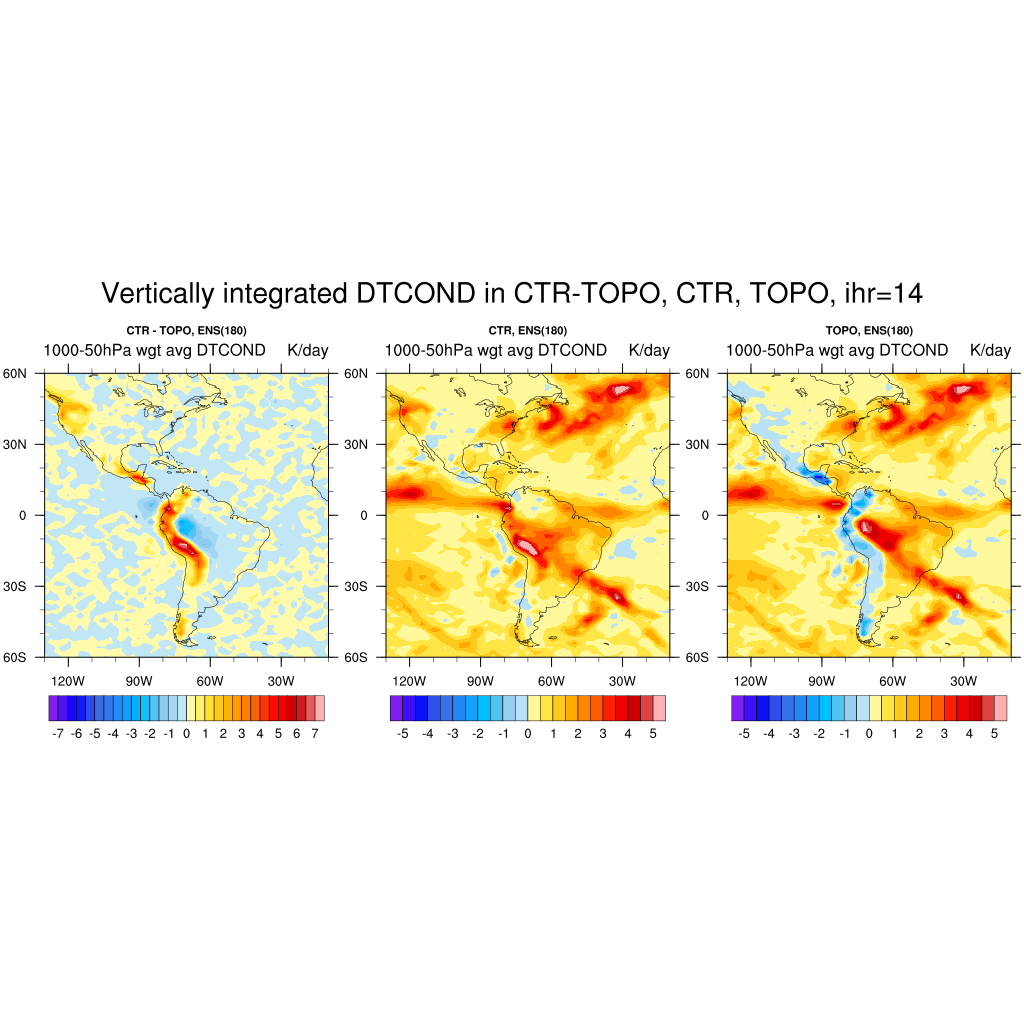 Vertically integrated DTCOND in CTR-TOPO, CTR, TOPO, ihr=14
CTR - TOPO, ENS(180)
1000-50hPa wgt avg DTCOND K/day
60N
30N
0
30S
60S
120W 90W 60W 30W
-7 -6 -5 -4 -3 -2 -1 0 1 2 3 4 5 6 7
CTR, ENS(180)
1000-50hPa wgt avg DTCOND K/day
60N
30N
0
30S
60S
120W 90W 60W 30W
-5 -4 -3 -2 -1 0 1 2 3 4 5
TOPO, ENS(180)
1000-50hPa wgt avg DTCOND K/day
60N
30N
0
30S
60S
120W 90W 60W 30W
-5 -4 -3 -2 -1 0 1 2 3 4 5